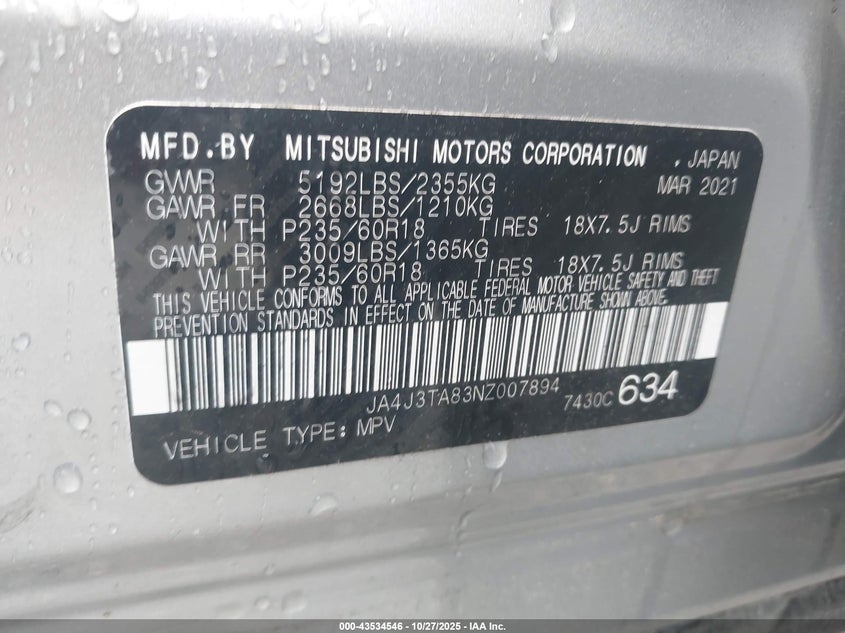 MFD.BY MITSUBISHI MOTORS CORPORATION , JAPAN
GVWR 5192LBS/2355KG MAR 2021
GAWR FR 2668LBS/1210KG
WITH P235/60R18 TIRES 18X7.5J RIMS
GAWR RR 3009LBS/1365KG
WITH P235/60R18 TIRES 18X7.5J RIMS
THIS VEHICLE CONFORMS TO ALL APPLICABLE FEDERAL MOTOR VEHICLE SAFETY AND THEFT
PREVENTION STANDARDS IN EFFECT ON THE DATE OF MANUFACTURE SHOWN ABOVE.
JA4J3TA83NZ007894 7430C 634
VEHICLE TYPE: MPV
000-43534546 | 10/27/2025 | IAA Inc.